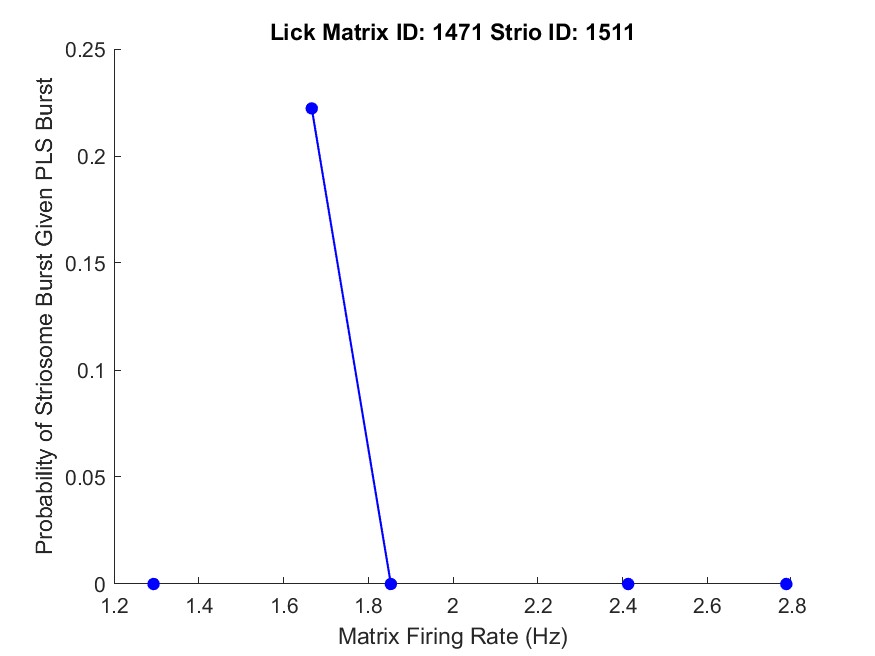 Lick Matrix ID: 1471 Strio ID: 1511
Probability of Striosome Burst Given PLS Burst
0.25
0.2
0.15
0.1
0.05
0
1.2 1.4 1.6 1.8 2 2.2 2.4 2.6 2.8
Matrix Firing Rate (Hz)